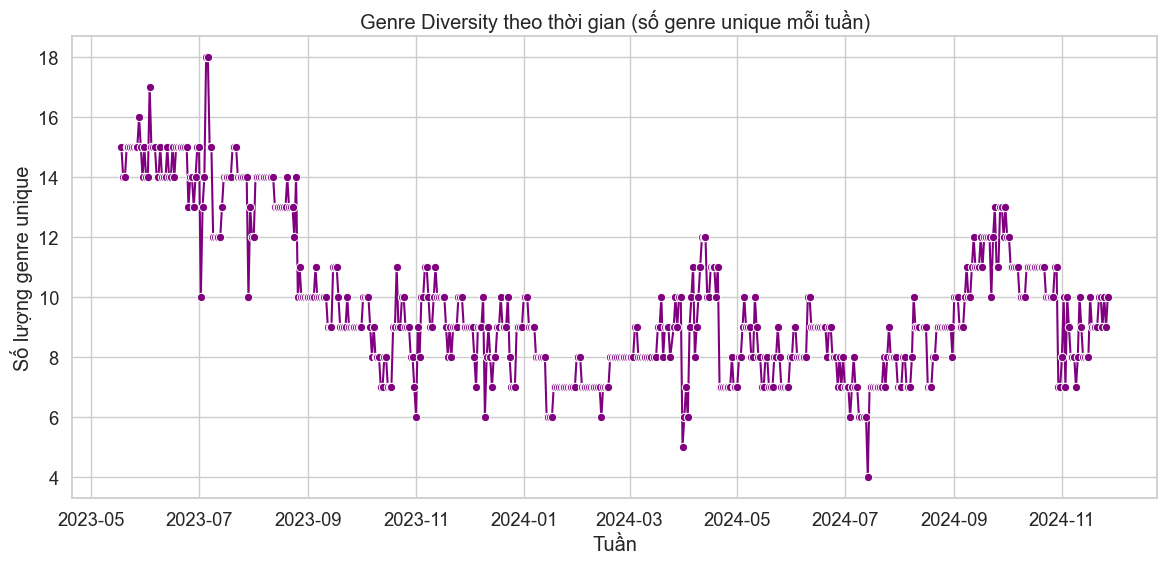 Genre Diversity theo thời gian (số genre unique mỗi tuần)
Số lượng genre unique
18
16
14
12
10
8
6
4
2023-05 2023-07 2023-09 2023-11 2024-01 2024-03 2024-05 2024-07 2024-09 2024-11
Tuần